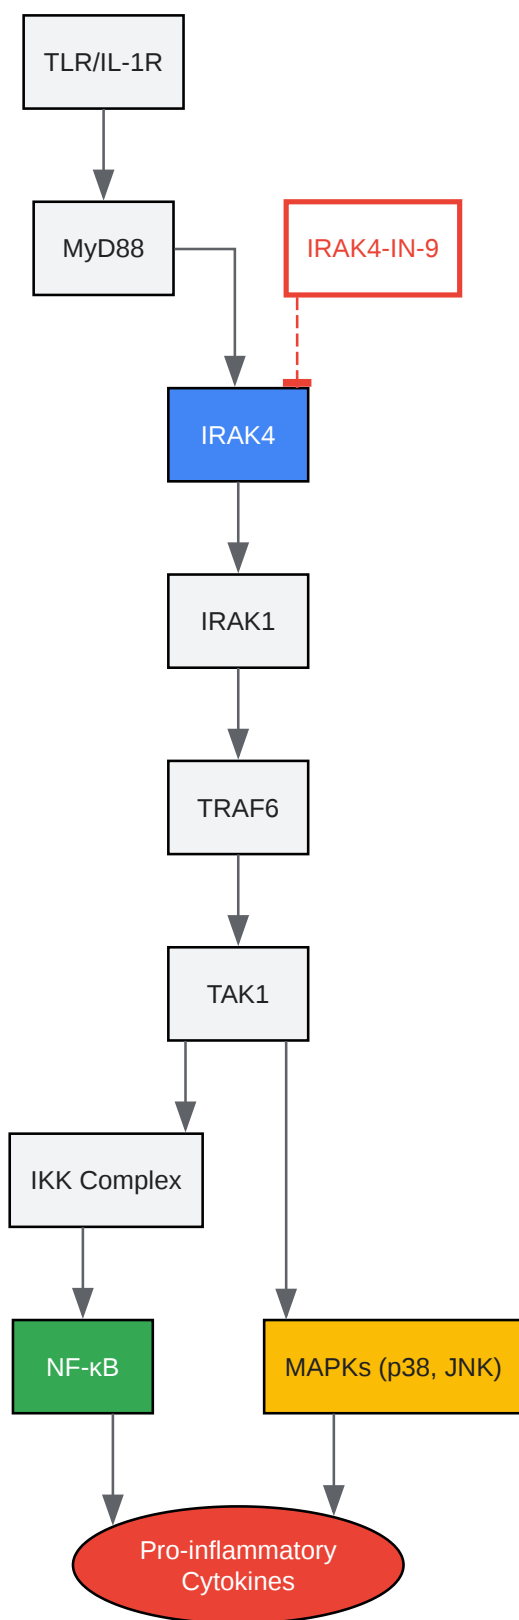 TLR/IL-1R
MyD88
IRAK4-IN-9
IRAK4
IRAK1
TRAF6
TAK1
IKK Complex
NF-κB
MAPKs (p38, JNK)
Pro-inflammatory
Cytokines